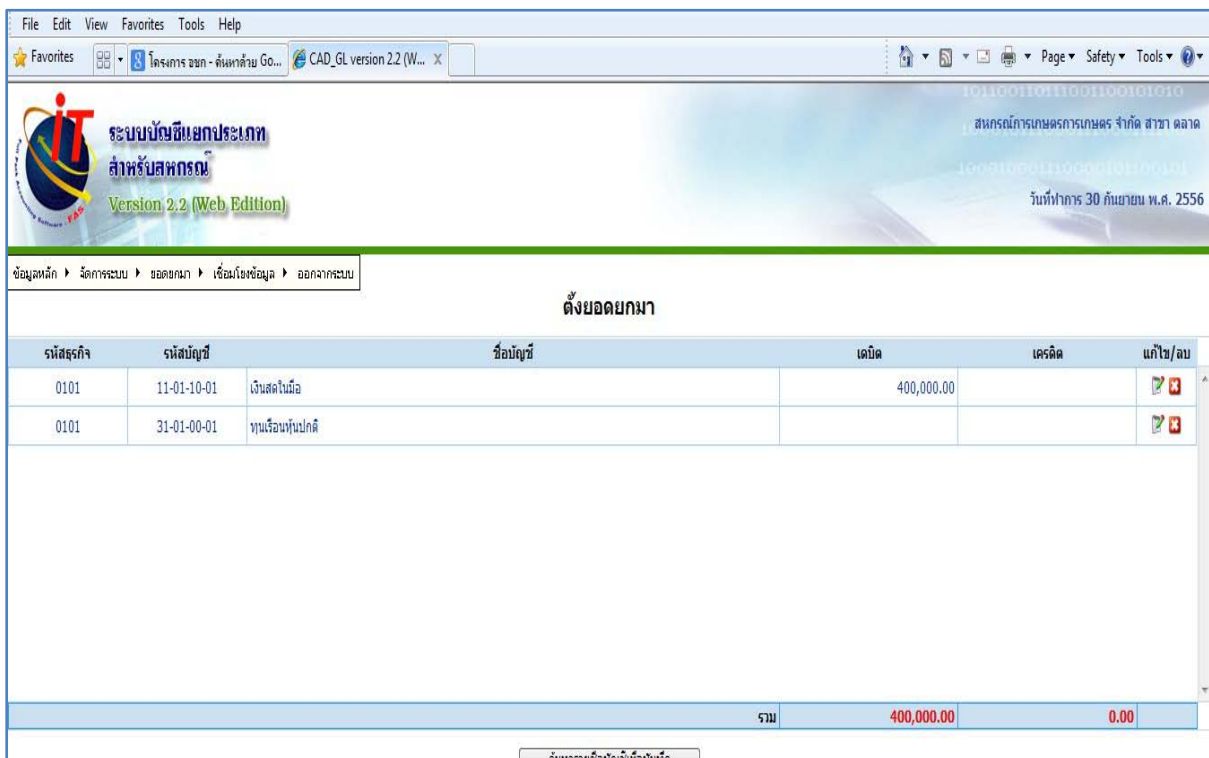 File Edit View Favorites Tools Help
Favorites โครงการ อชก - ค้นหาด้วย Go... CAD_GL version 2.2 (W... X Page Safety Tools
iT
ระบบบัญชีแยกประเภท
สำหรับสหกรณ์
Version 2.2 (Web Edition)
สหกรณ์การเกษตรการเกษตร จำกัด สาขา ตลาด
วันที่ทำการ 30 กันยายน พ.ศ. 2556
ข้อมูลหลัก จัดการระบบ ยอดยกมา เชื่อมโยงข้อมูล ออกจากระบบ
ตั้งยอดยกมา
รหัสธุรกิจ รหัสบัญชี ชื่อบัญชี เดบิต เครดิต แก้ไข/ลบ
0101 11-01-10-01 เงินสดในมือ 400,000.00
0101 31-01-00-01 ทุนเรือนหุ้นปกติ
รวม 400,000.00 0.00